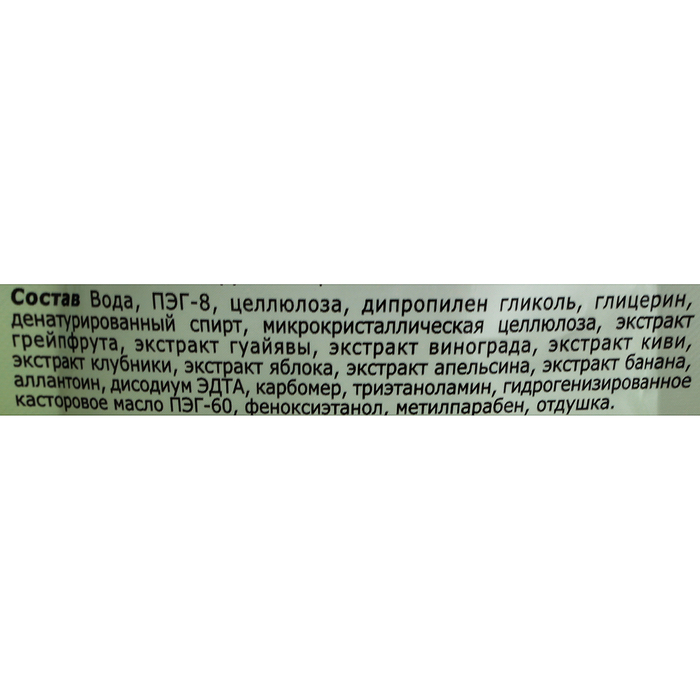 Состав Вода, ПЭГ-8, целлюлоза, дипропилен гликоль, глицерин,
денатурированный спирт, микрокристаллическая целлюлоза, экстракт
грейпфрута, экстракт гуайявы, экстракт винограда, экстракт киви,
экстракт клубники, экстракт яблока, экстракт апельсина, экстракт банана,
аллантоин, дисодиум ЭДТА, карбомер, триэтаноламин, гидрогенизированное
касторовое масло ПЭГ-60, феноксиэтанол, метилпарабен, отдушка.